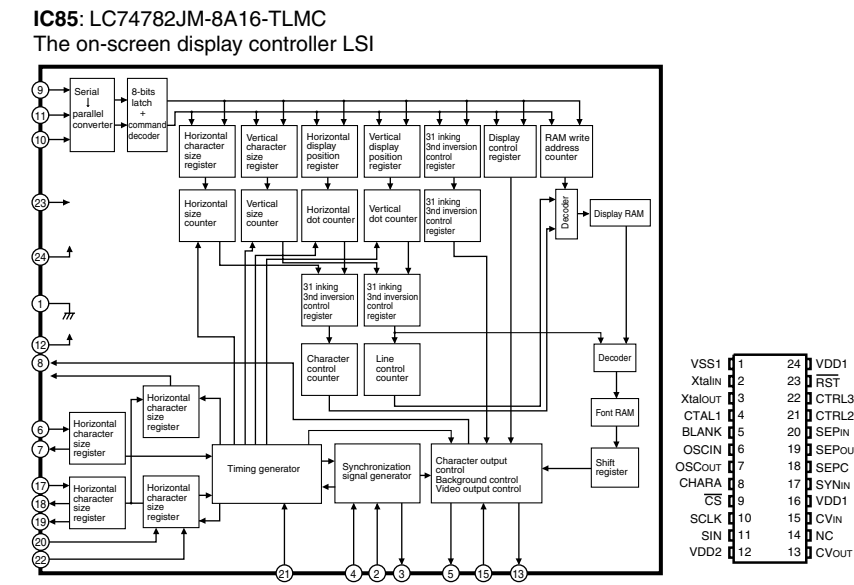 IC85: LC74782JM-8A16-TLMC
The on-screen display controller LSI
9
11
10
Serial
↓
parallel
converter
8-bits
latch
+
command
decoder
Horizontal
character
size
register
Vertical
character
size
register
Horizontal
display
position
register
Vertical
display
position
register
31 inking
3nd inversion
control
register
Display
control
register
RAM write
address
counter
23
Horizontal
size
counter
Vertical
size
counter
Horizontal
dot counter
Vertical
dot counter
31 inking
3nd inversion
control
register
Decoder
Display RAM
24
1
31 inking
3nd inversion
control
register
31 inking
3nd inversion
control
register
12
8
Character
control
counter
Line
control
counter
Decoder
Font RAM
Shift
register
6
7
Horizontal
character
size
register
Horizontal
character
size
register
17
18
19
20
22
Horizontal
character
size
register
Horizontal
character
size
register
Timing generator
Synchronization
signal generator
Character output
control
Background control
Video output control
21
4
2
3
5
15
13
VSS1 1 24 VDD1
XtalIN 2 23 RST
XtalOUT 3 22 CTRL3
CTAL1 4 21 CTRL2
BLANK 5 20 SEPIN
OSCIN 6 19 SEPOU
OSCOUT 7 18 SEPC
CHARA 8 17 SYNIN
CS 9 16 VDD1
SCLK 10 15 CVIN
SIN 11 14 NC
VDD2 12 13 CVOUT